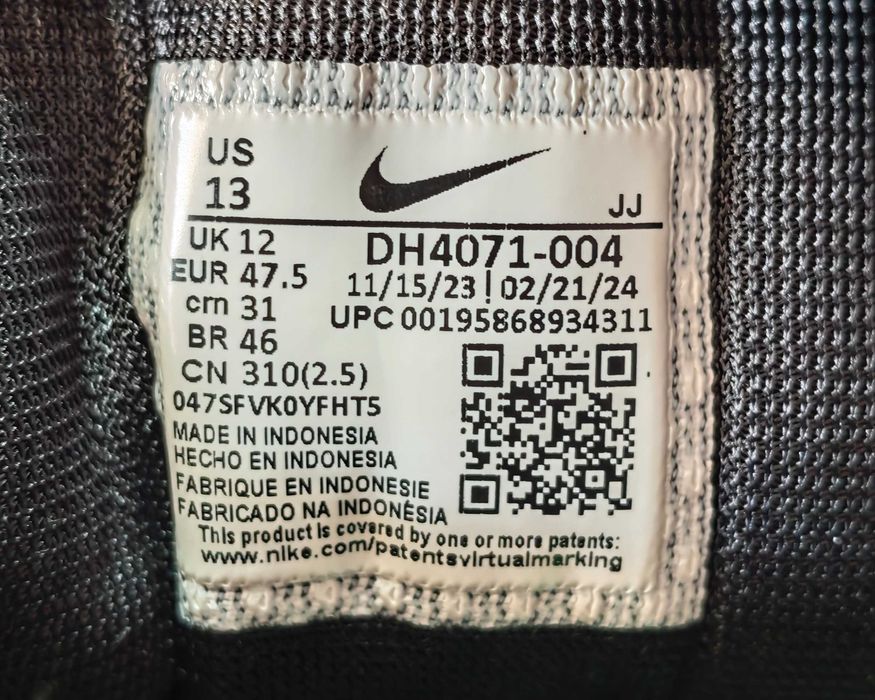 US
13
JJ
UK 12
EUR 47.5
cm 31
BR 46
CN 310(2.5)
DH4071-004
11/15/23 | 02/21/24
UPC 00195868934311
047SFVK0YFHT5
MADE IN INDONESIA
HECHO EN INDONESIA
FABRIQUE EN INDONESIE
FABRICADO NA INDONÉSIA
This product is covered by one or more patents:
www.nike.com/patentsvirtualmarking